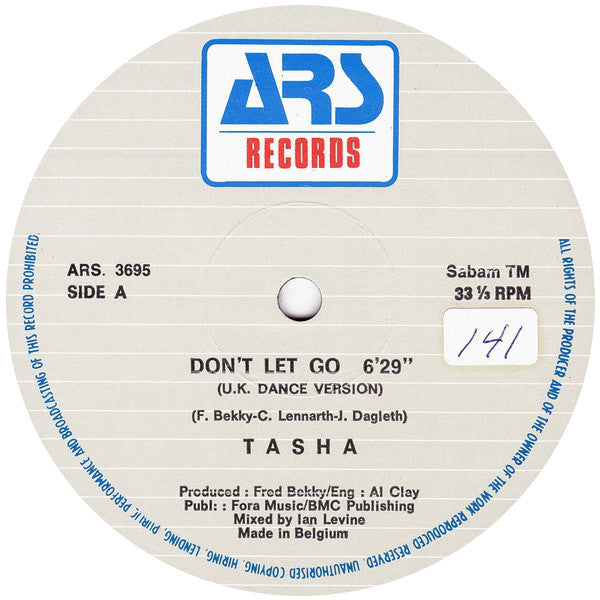 ARS
RECORDS
ARS. 3695
SIDE A
Sabam TM
33 ⅓ RPM
141
DON'T LET GO 6'29"
(U.K. DANCE VERSION)
(F. Bekky-C. Lennarth-J. Dagleth)
TASHA
Produced : Fred Bekky/Eng : Al Clay
Publ: : Fora Music/BMC Publishing
Mixed by Ian Levine
Made in Belgium
ALL RIGHTS OF THE PRODUCER AND OF THE OWNER OF THE WORK REPRODUCED RESERVED. UNAUTHORISED COPYING, HIRING, LENDING, PUBLIC PERFORMANCE AND BROADCASTING OF THIS RECORD PROHIBITED.